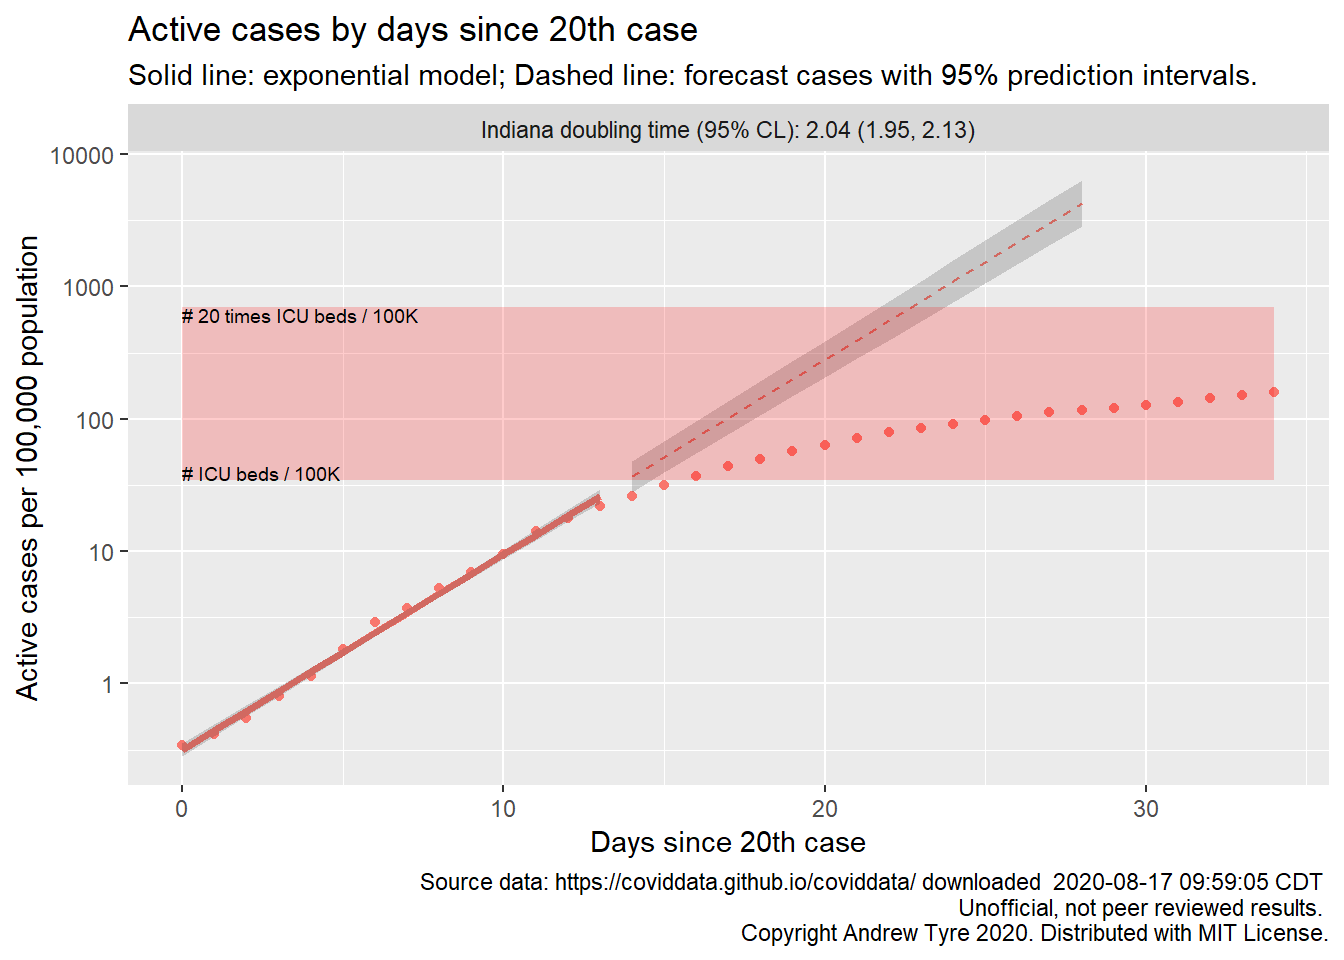 Active cases by days since 20th case
Solid line: exponential model; Dashed line: forecast cases with 95% prediction intervals.
Indiana doubling time (95% CL): 2.04 (1.95, 2.13)
Active cases per 100,000 population
10000
1000
100
10
1
# 20 times ICU beds / 100K
# ICU beds / 100K
0
10
20
30
Days since 20th case
Source data: https://coviddata.github.io/coviddata/ downloaded  2020-08-17 09:59:05 CDT
Unofficial, not peer reviewed results.
Copyright Andrew Tyre 2020. Distributed with MIT License.